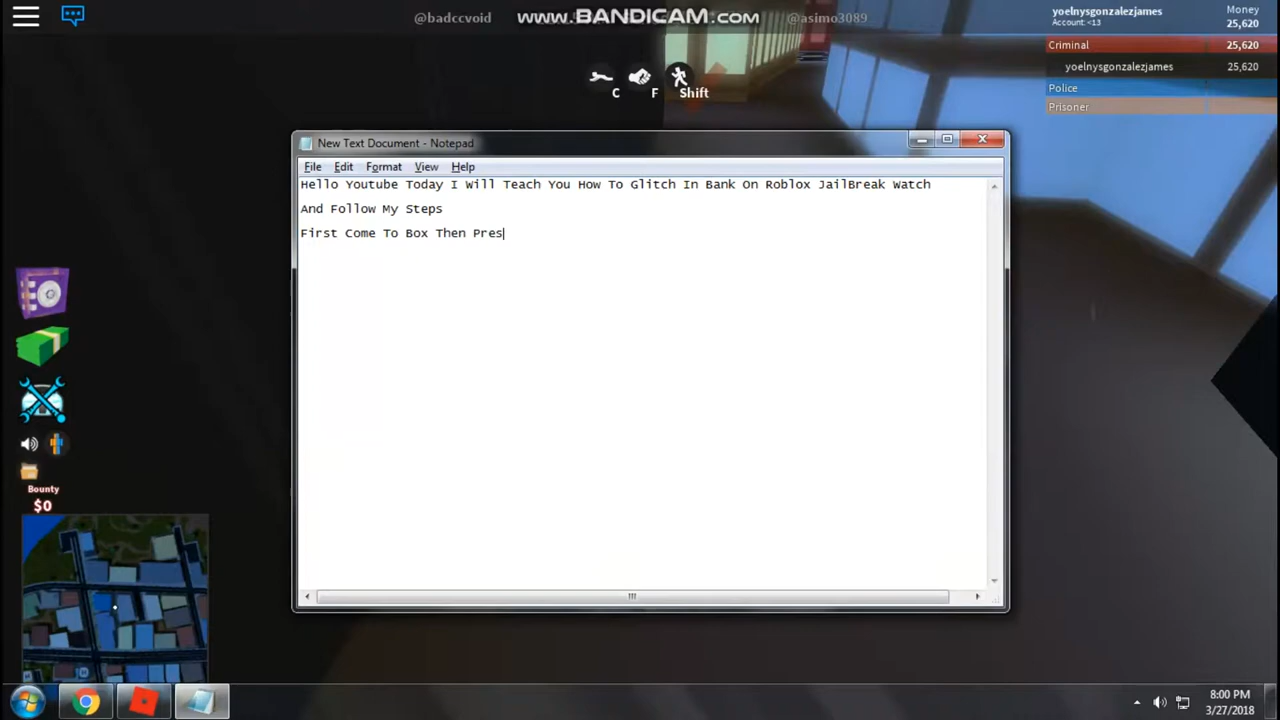 @badccvoid
www.BANDICAM.com
@asimo3089
yoelnysgonzalezjames
Account: <13
Money
25,620
Criminal
25,620
yoelnysgonzalezjames
25,620
Police
Prisoner
C
F
Shift
New Text Document - Notepad
File Edit Format View Help
Hello Youtube Today I Will Teach You How To Glitch In Bank On Roblox JailBreak Watch
And Follow My Steps
First Come To Box Then Pres
Bounty
$0
8:00 PM
3/27/2018